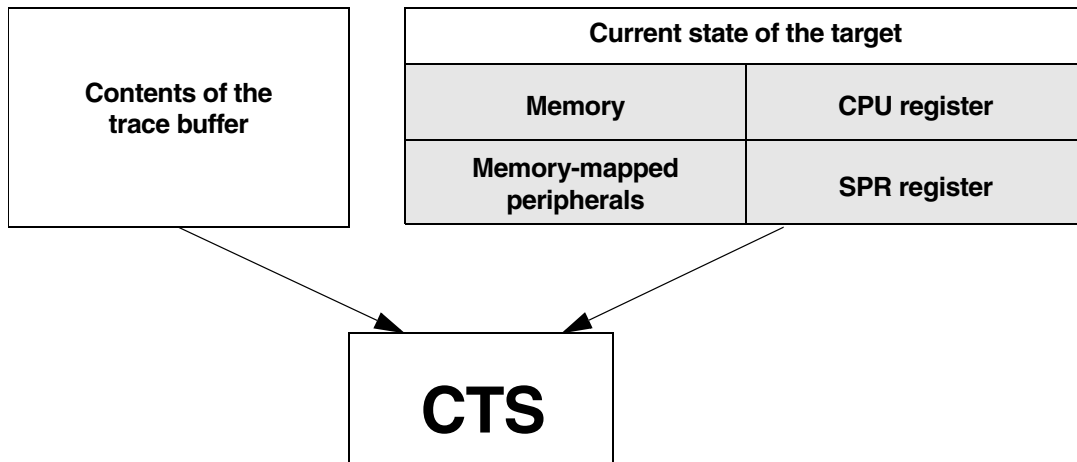 Contents of the
trace buffer
Current state of the target
Memory
CPU register
Memory-mapped
peripherals
SPR register
CTS